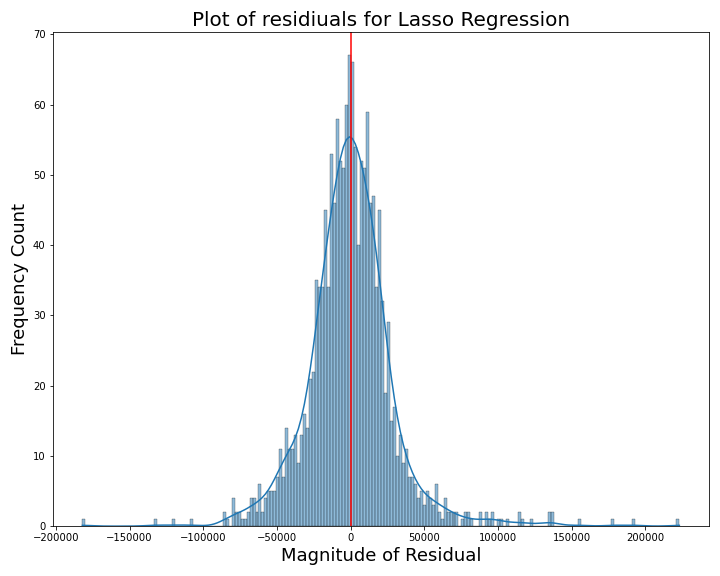 Plot of residiuals for Lasso Regression
70
60
50
40
30
20
10
0
Frequency Count
−200000 −150000 −100000 −50000 0 50000 100000 150000 200000
Magnitude of Residual